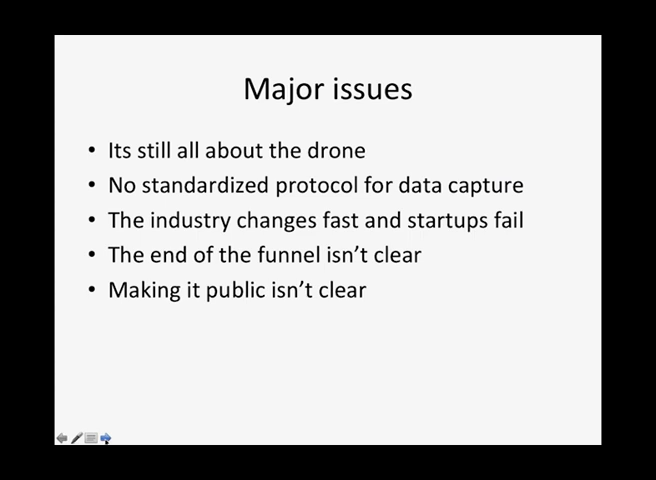 Major issues
• Its still all about the drone
• No standardized protocol for data capture
• The industry changes fast and startups fail
• The end of the funnel isn’t clear
• Making it public isn’t clear